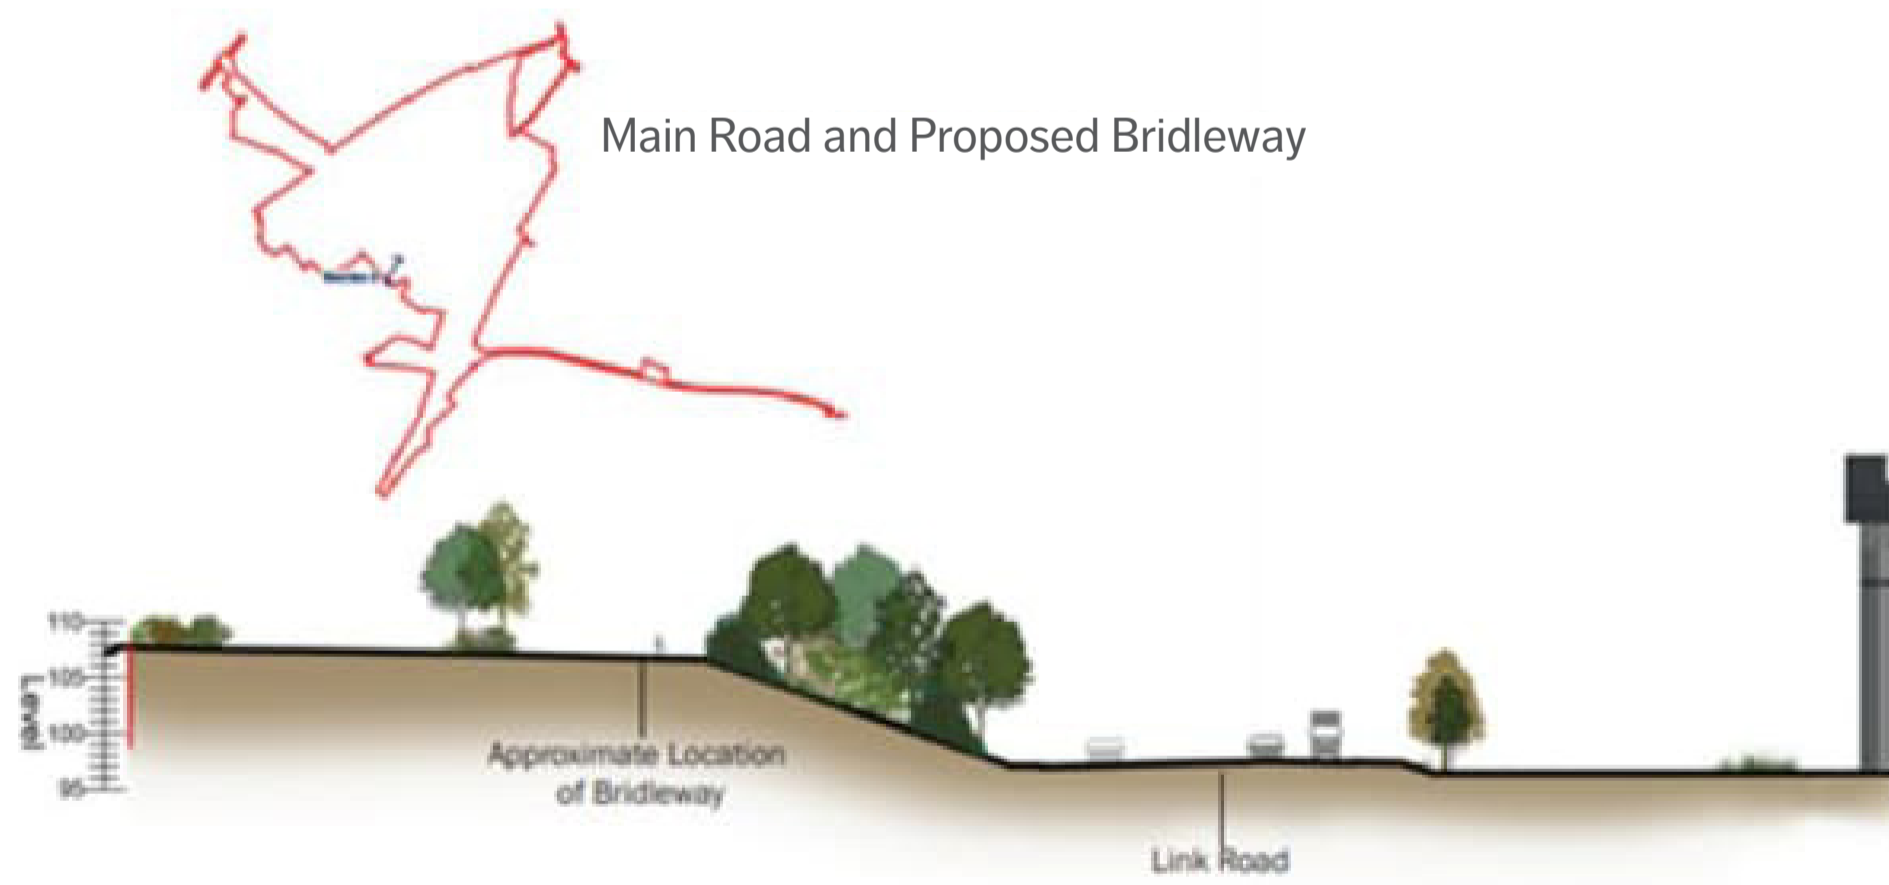 Main Road and Proposed Bridleway
110
105
100
95
Level
Approximate Location
of Bridleway
Link Road